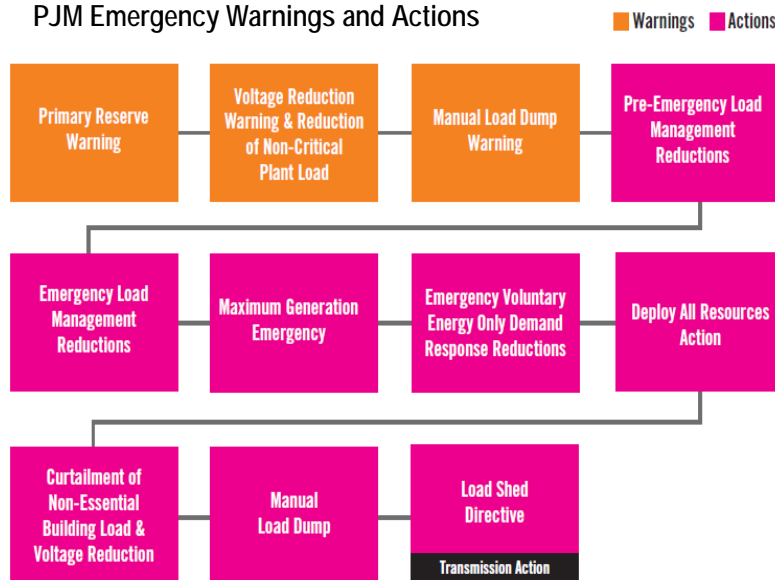 PJM Emergency Warnings and Actions
Warnings
Actions
Primary Reserve
Warning
Voltage Reduction
Warning & Reduction
of Non-Critical
Plant Load
Manual Load Dump
Warning
Pre-Emergency Load
Management
Reductions
Emergency Load
Management
Reductions
Maximum Generation
Emergency
Emergency Voluntary
Energy Only Demand
Response Reductions
Deploy All Resources
Action
Curtailment of
Non-Essential
Building Load &
Voltage Reduction
Manual
Load Dump
Load Shed
Directive
Transmission Action